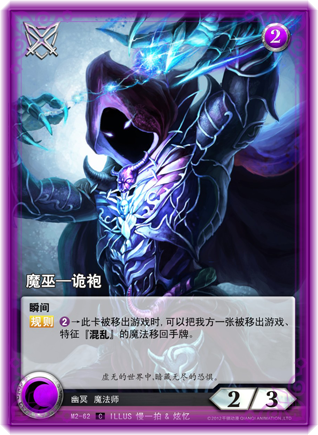 2
魔巫—诡袍
瞬间
规则 2→此卡被移出游戏时,可以把我方一张被移出游戏、
特征『混乱』的魔法移回手牌。
虚无的世界中,暗藏无尽的恐惧。
幽冥 魔法师
2 / 3
M2-62 C ILLUS 慢一拍 & 炫忆